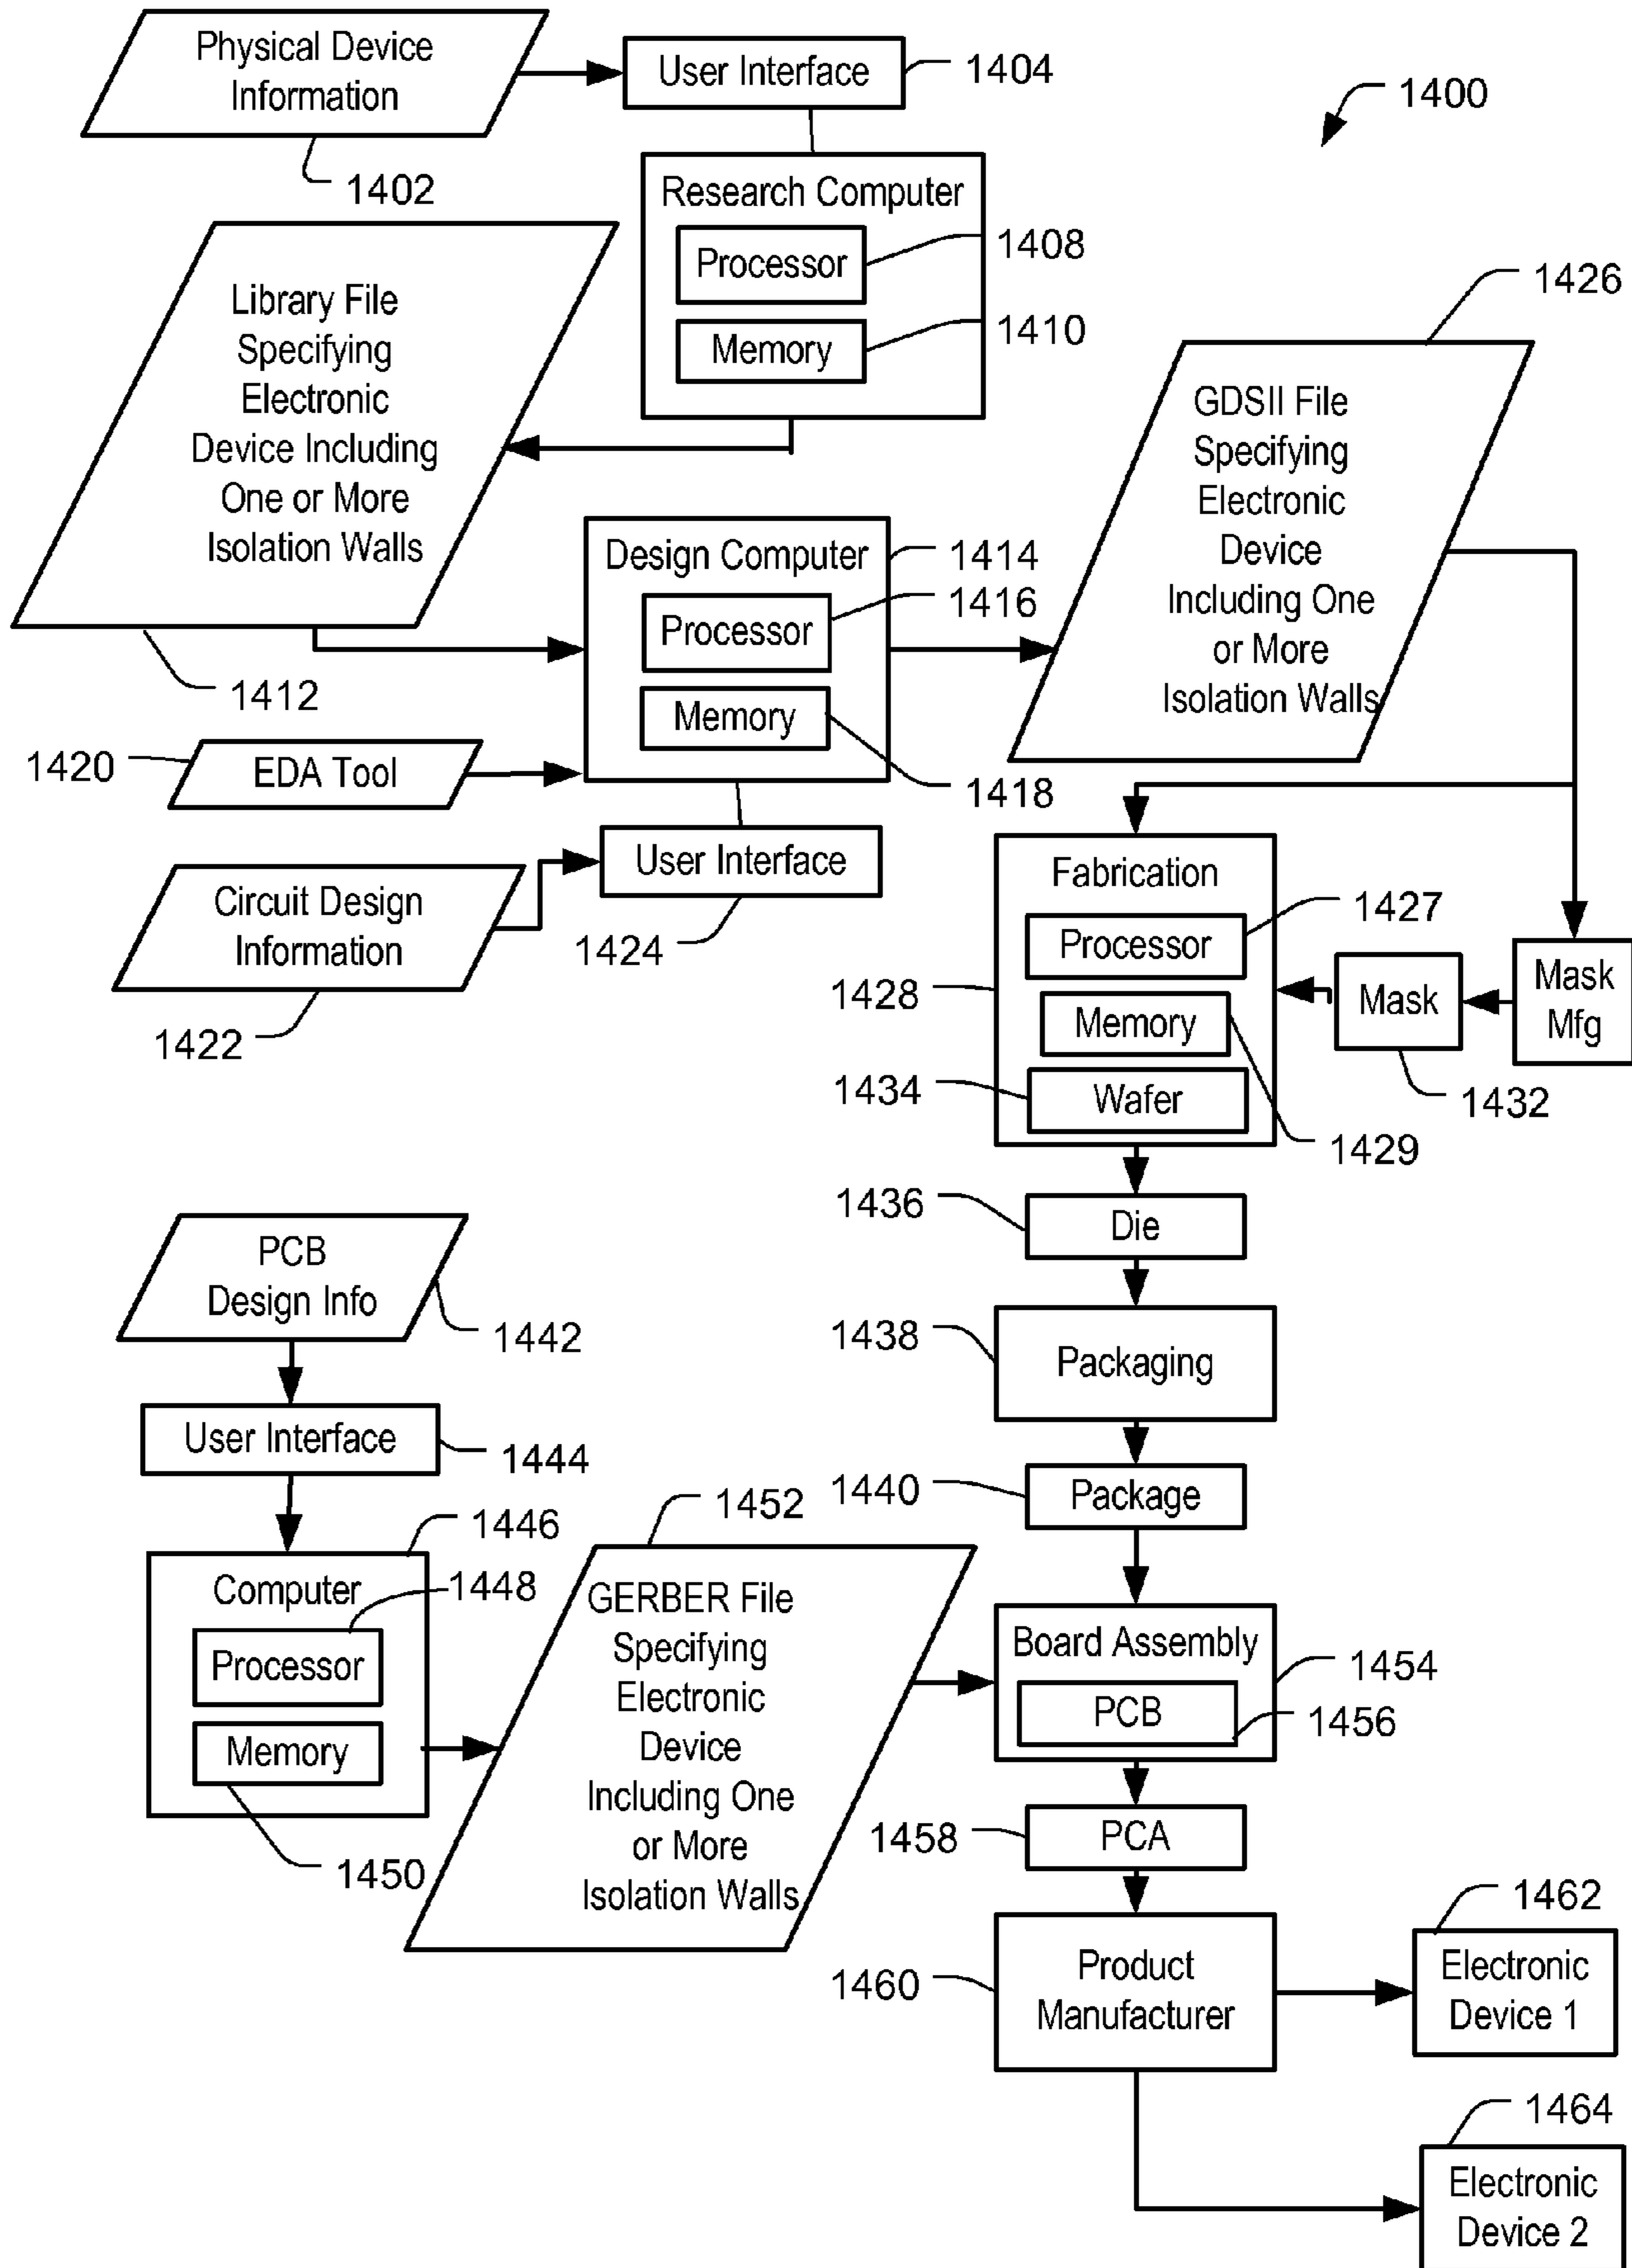 Physical Device
Information
1402
User Interface
1404
1400
Research Computer
Processor
1408
Memory
1410
Library File
Specifying
Electronic
Device Including
One or More
Isolation Walls
1412
Design Computer
1414
Processor
1416
Memory
1418
EDA Tool
1420
User Interface
1424
Circuit Design
Information
1422
GDSII File
Specifying
Electronic
Device
Including One
or More
Isolation Walls
1426
Fabrication
1428
Processor
1427
Memory
1429
Wafer
1434
Mask
1432
Mask
Mfg
Die
1436
Packaging
1438
Package
1440
PCB
Design Info
1442
User Interface
1444
Computer
1446
Processor
1448
Memory
1450
GERBER File
Specifying
Electronic
Device
Including One
or More
Isolation Walls
1452
Board Assembly
1454
PCB
1456
PCA
1458
Product
Manufacturer
1460
Electronic
Device 1
1462
Electronic
Device 2
1464